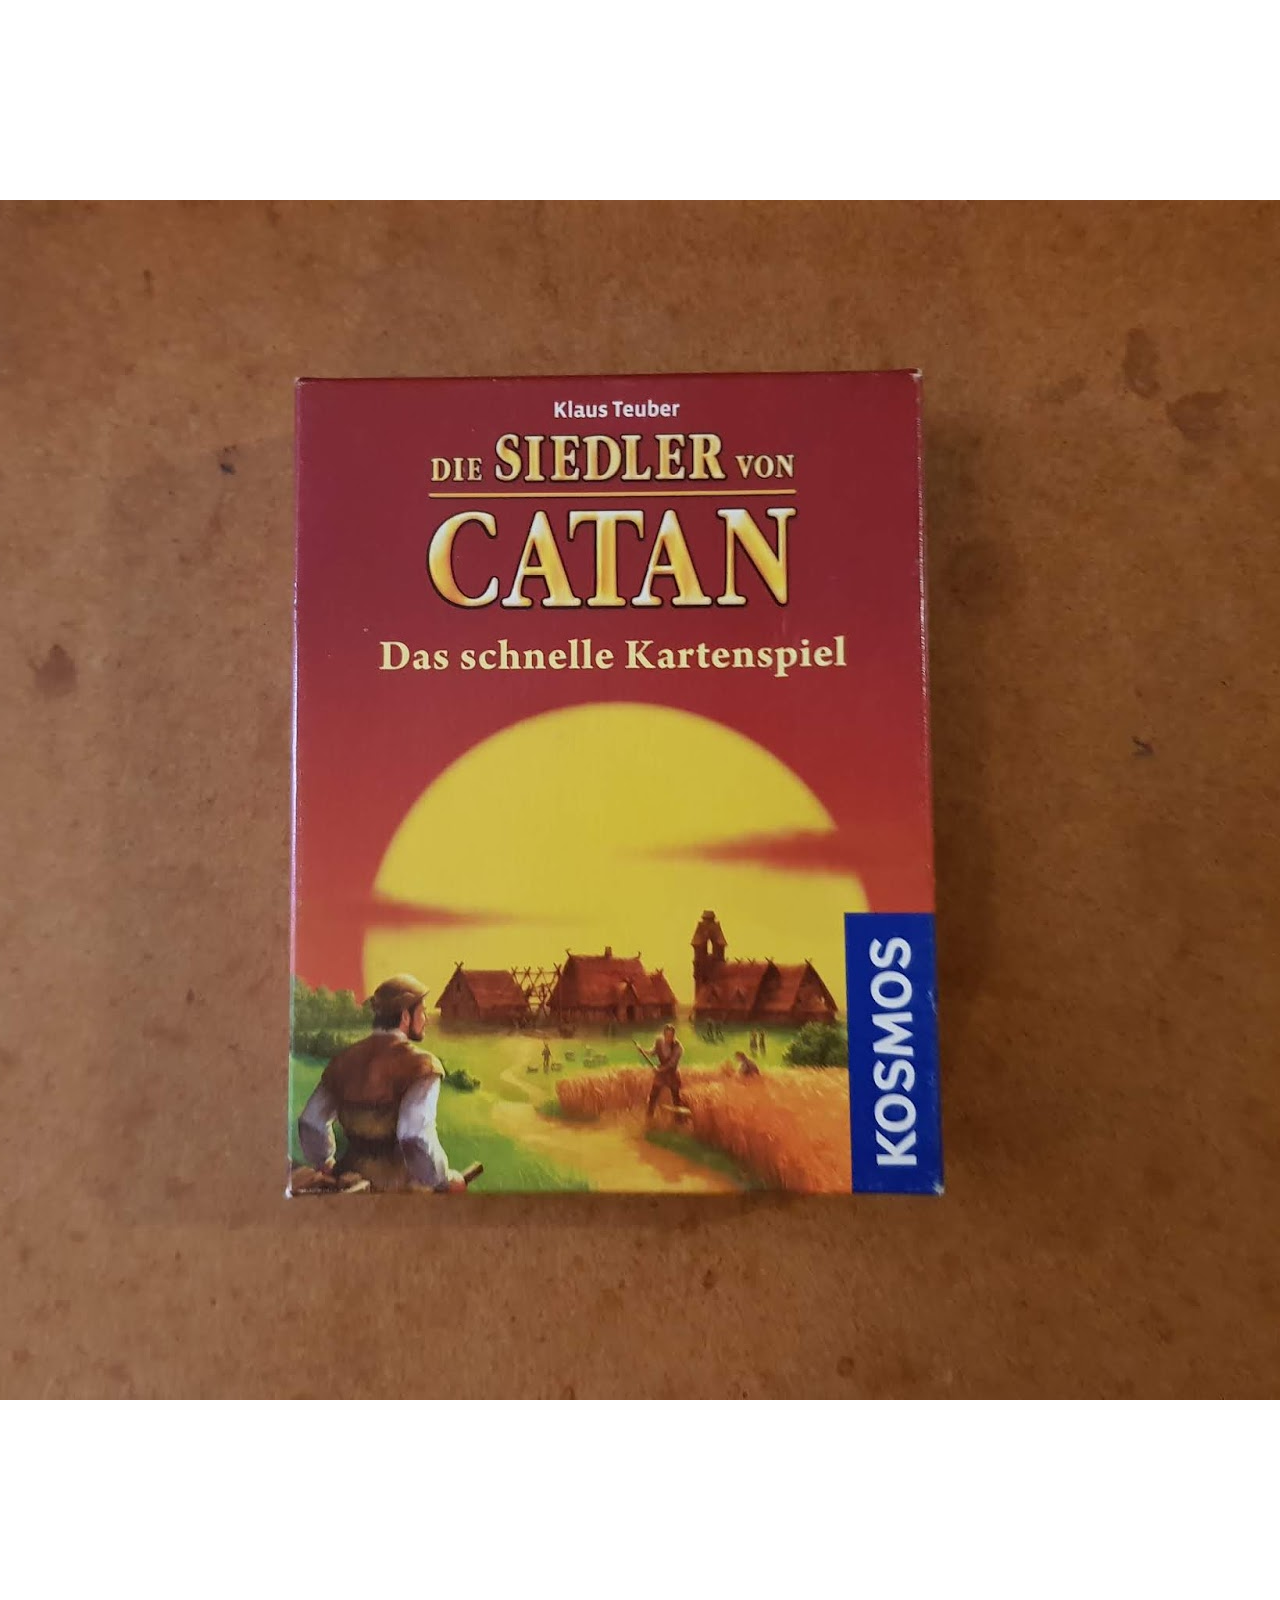 Klaus Teuber
DIE SIEDLER VON
CATAN
Das schnelle Kartenspiel
KOSMOS